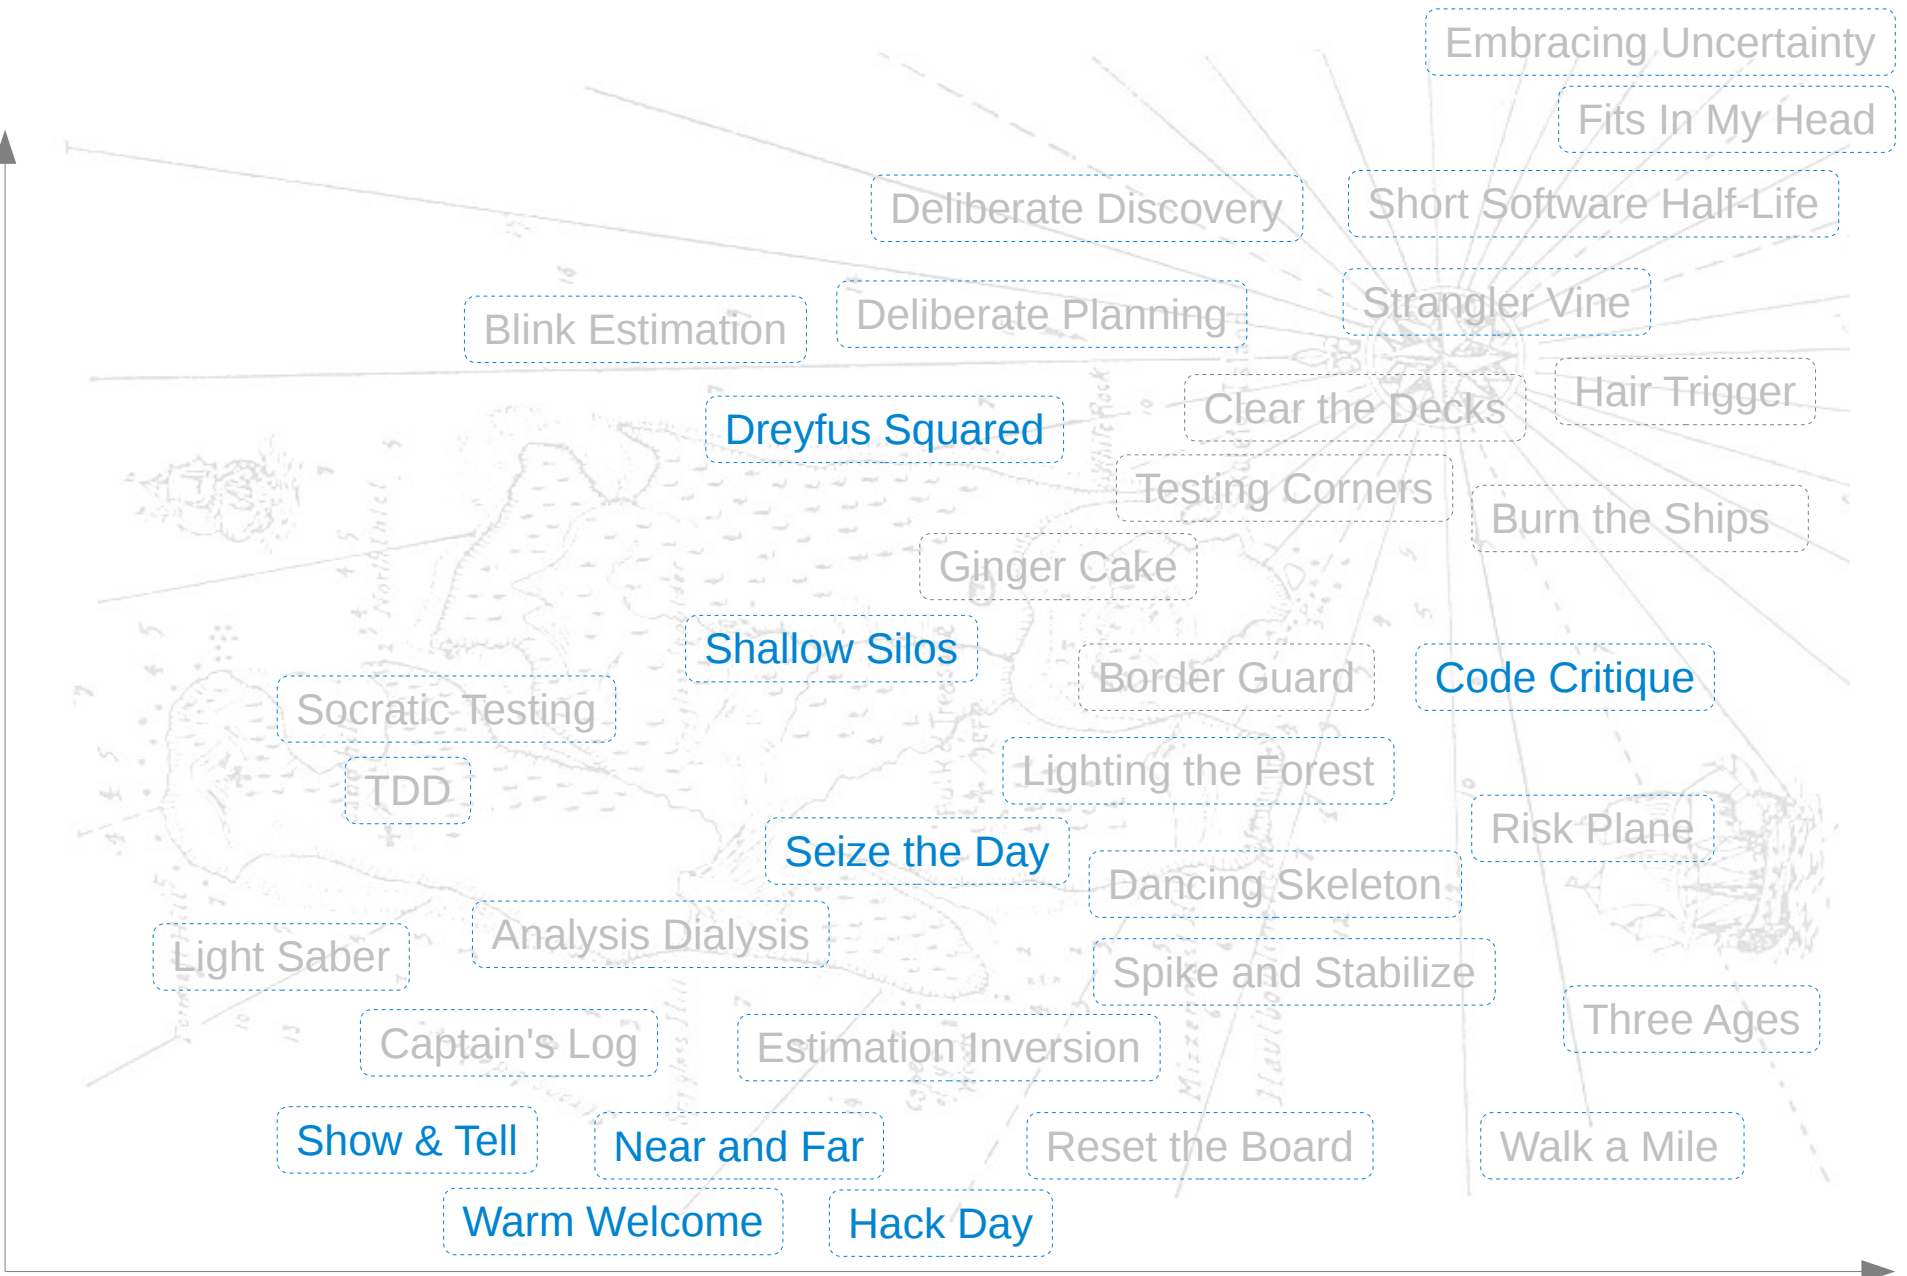 Embracing Uncertainty
Fits In My Head
Deliberate Discovery
Short Software Half-Life
Blink Estimation
Deliberate Planning
Strangler Vine
Dreyfus Squared
Clear the Decks
Hair Trigger
Testing Corners
Burn the Ships
Ginger Cake
Shallow Silos
Border Guard
Code Critique
Socratic Testing
TDD
Lighting the Forest
Seize the Day
Risk Plane
Dancing Skeleton
Light Saber
Analysis Dialysis
Spike and Stabilize
Captain's Log
Estimation Inversion
Three Ages
Show & Tell
Near and Far
Reset the Board
Walk a Mile
Warm Welcome
Hack Day